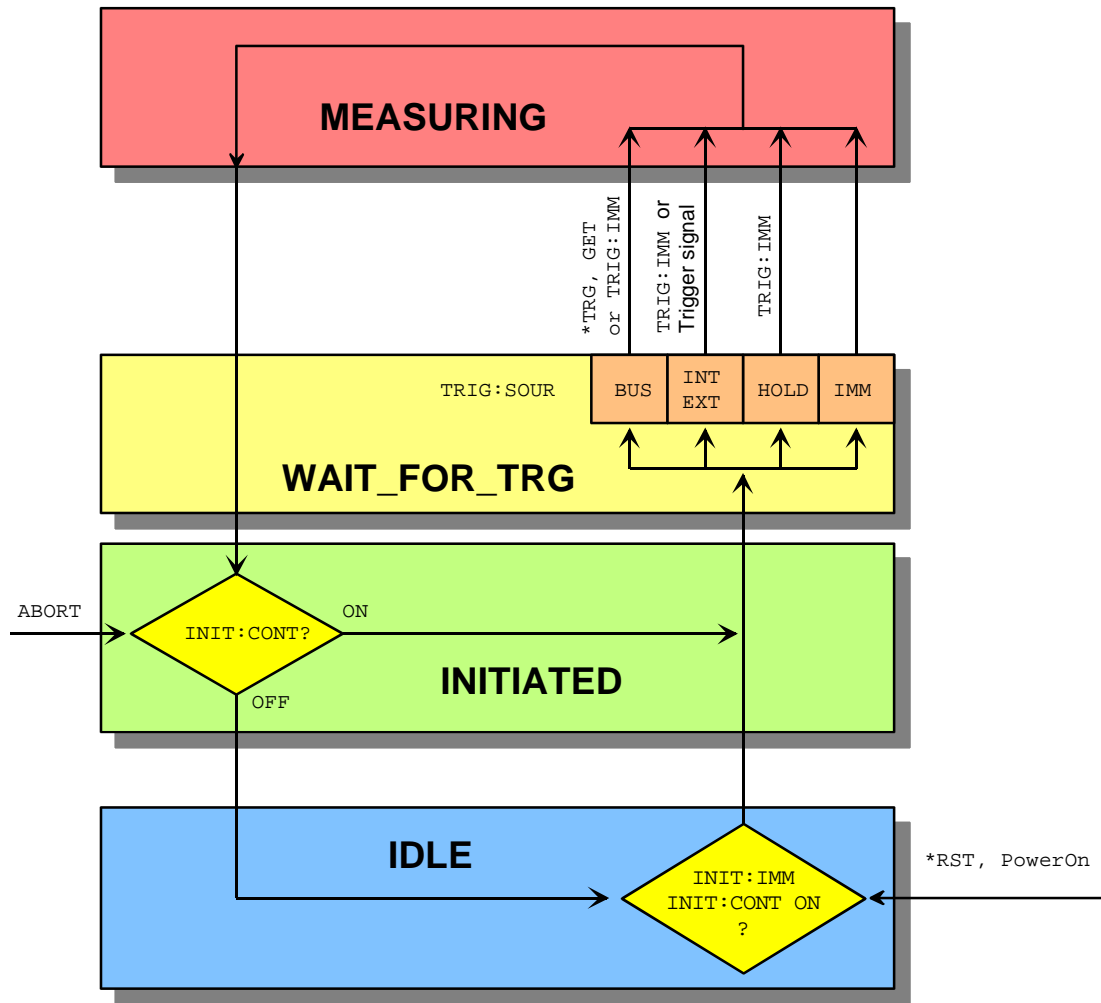 MEASURING
*TRG, GET
or TRIG:IMM
TRIG:IMM or
Trigger signal
TRIG:IMM
TRIG:SOUR
BUS
INT
EXT
HOLD
IMM
WAIT_FOR_TRG
ABORT
INIT:CONT?
ON
OFF
INITIATED
IDLE
INIT:IMM
INIT:CONT ON
?
*RST, PowerOn